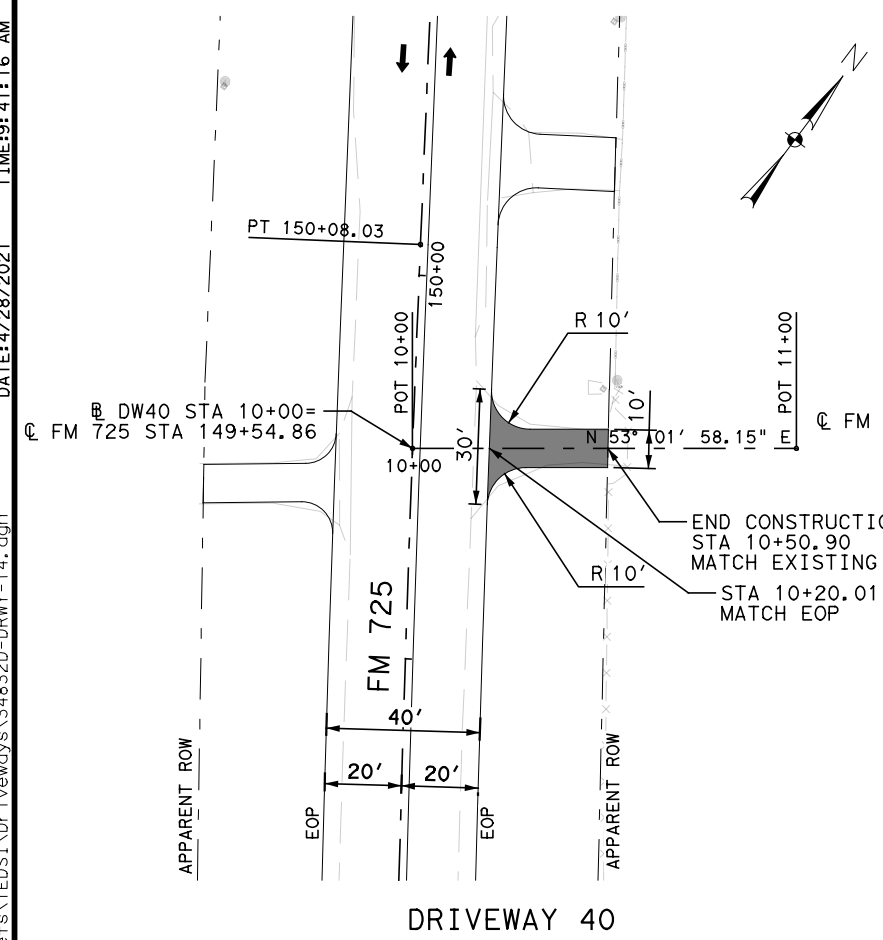 DATE:4/28/2021 TIME:9:41:16 AM
N
PT 150+08.03
150+00
POT 10+00
R 10'
POT 11+00
℄ FM
BL DW40 STA 10+00=
℄ FM 725 STA 149+54.86
10+00
30'
10'
N 53° 01' 58.15" E
END CONSTRUCTIO
STA 10+50.90
MATCH EXISTING
R 10'
STA 10+20.01
MATCH EOP
FM 725
40'
20'
20'
APPARENT ROW
EOP
EOP
APPARENT ROW
DRIVEWAY 40